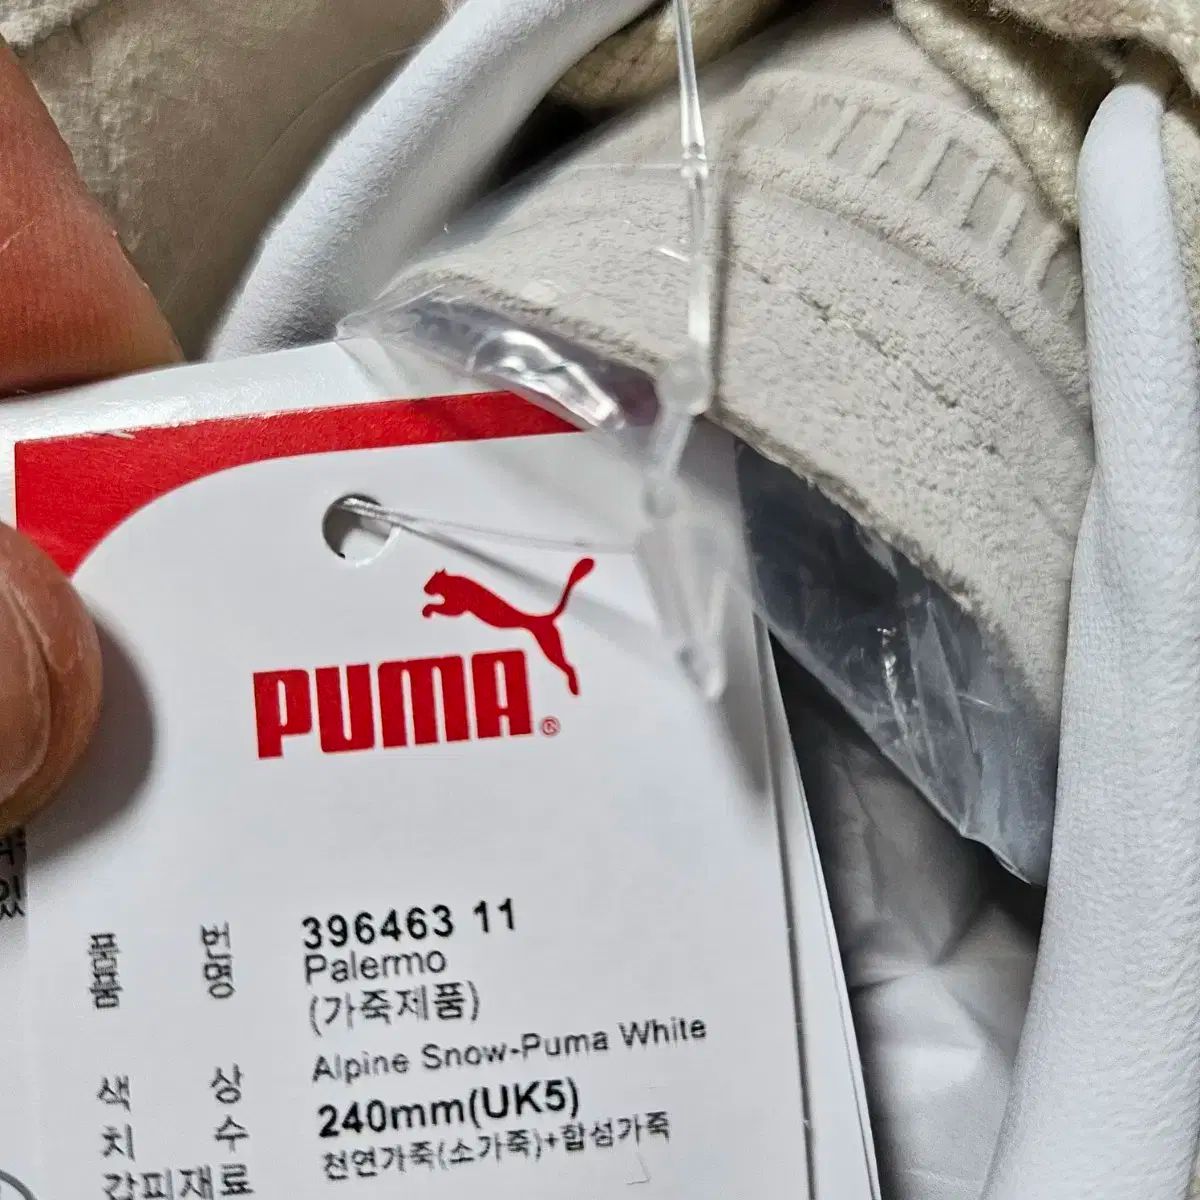 PUMA®
품 번 396463 11
품 명 Palermo
(가죽제품)
색 상 Alpine Snow-Puma White
치 수 240mm(UK5)
갑피재료 천연가죽(소가죽)+합성가죽